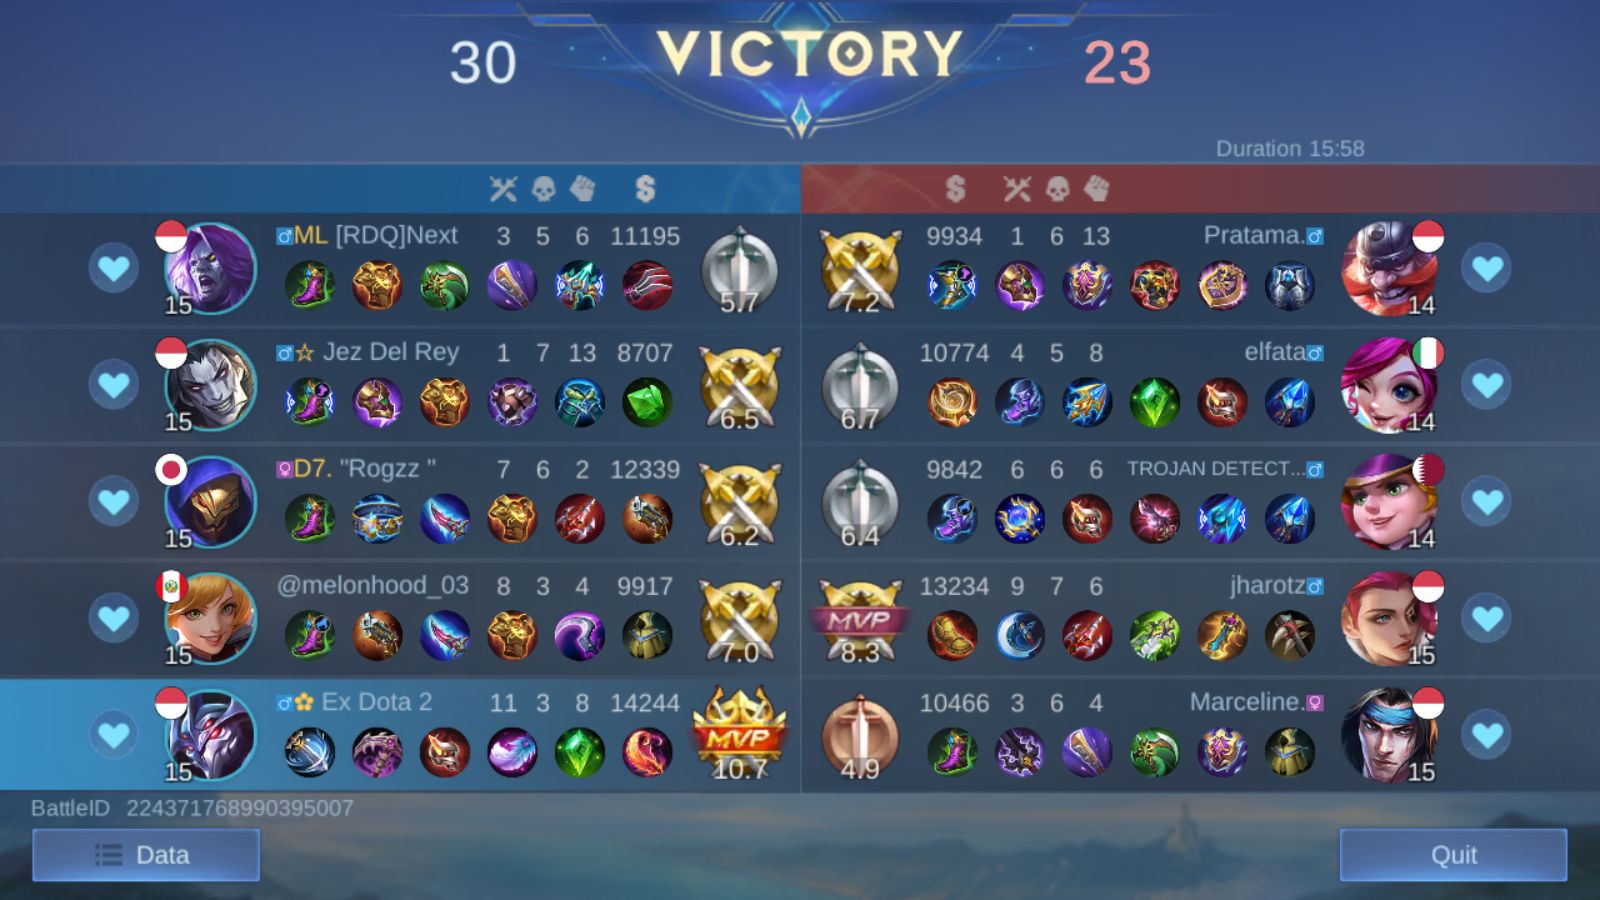 30 VICTORY 23
Duration 15:58
ML [RDQ]Next 3 5 6 11195
15 5.7
9934 1 6 13 Pratama.
7.2 14
☆ Jez Del Rey 1 7 13 8707
15 6.5
10774 4 5 8 elfata
6.7 14
D7. "Rogzz " 7 6 2 12339
15 6.2
9842 6 6 6 TROJAN DETECT...
6.4 14
@melonhood_03 8 3 4 9917
15 7.0
13234 9 7 6 jharotz
MVP
8.3 15
Ex Dota 2 11 3 8 14244
MVP
15 10.7
10466 3 6 4 Marceline.
4.9 15
BattleID 224371768990395007
Data
Quit